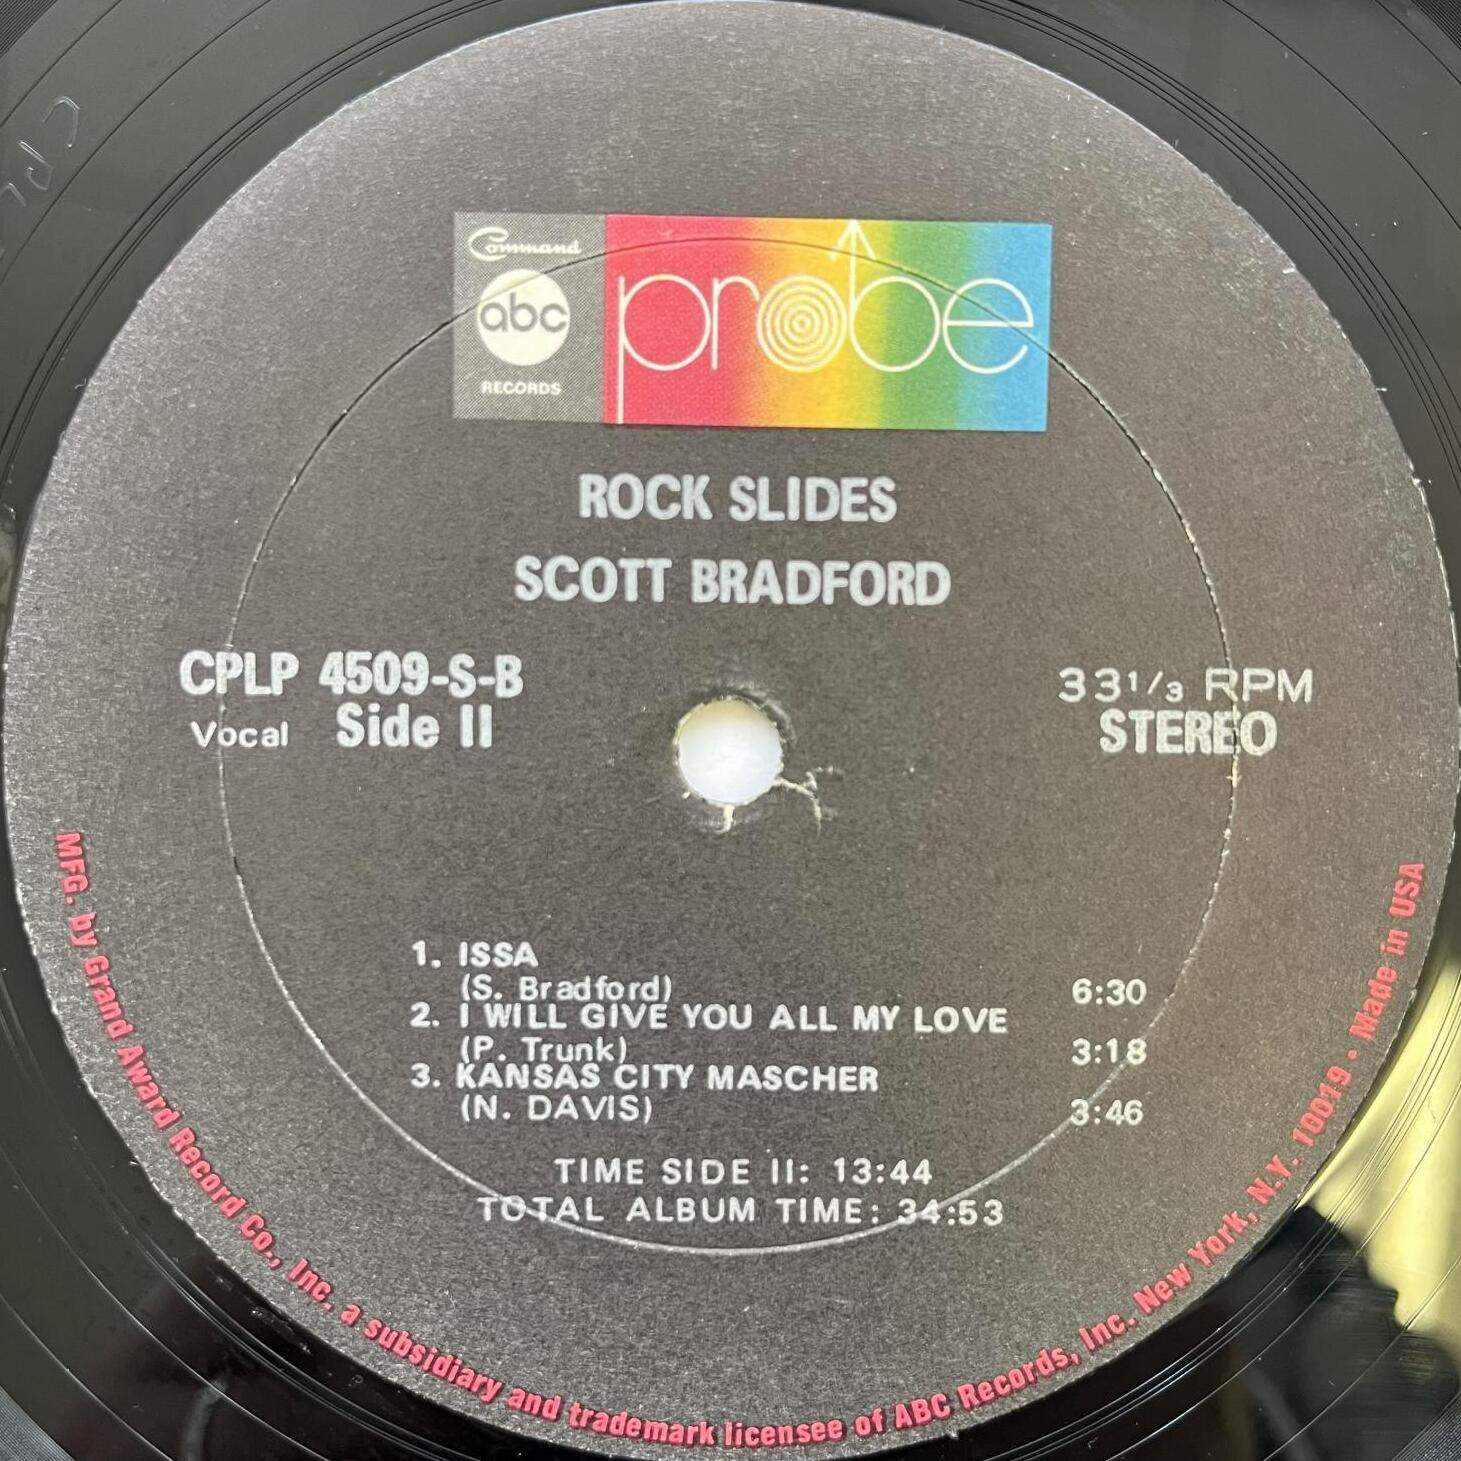 CPL
Command
abc
RECORDS
probe
ROCK SLIDES
SCOTT BRADFORD
CPLP 4509-S-B
Vocal Side II
33 1/3 RPM
STEREO
1. ISSA
(S. Bradford) 6:30
2. I WILL GIVE YOU ALL MY LOVE
(P. Trunk) 3:18
3. KANSAS CITY MASCHER
(N. DAVIS) 3:46
TIME SIDE II: 13:44
TOTAL ALBUM TIME: 34:53
MFG. by Grand Award Record Co., Inc. a subsidiary and trademark licensee of ABC Records, Inc. New York, N.Y. 10019 • Made in USA